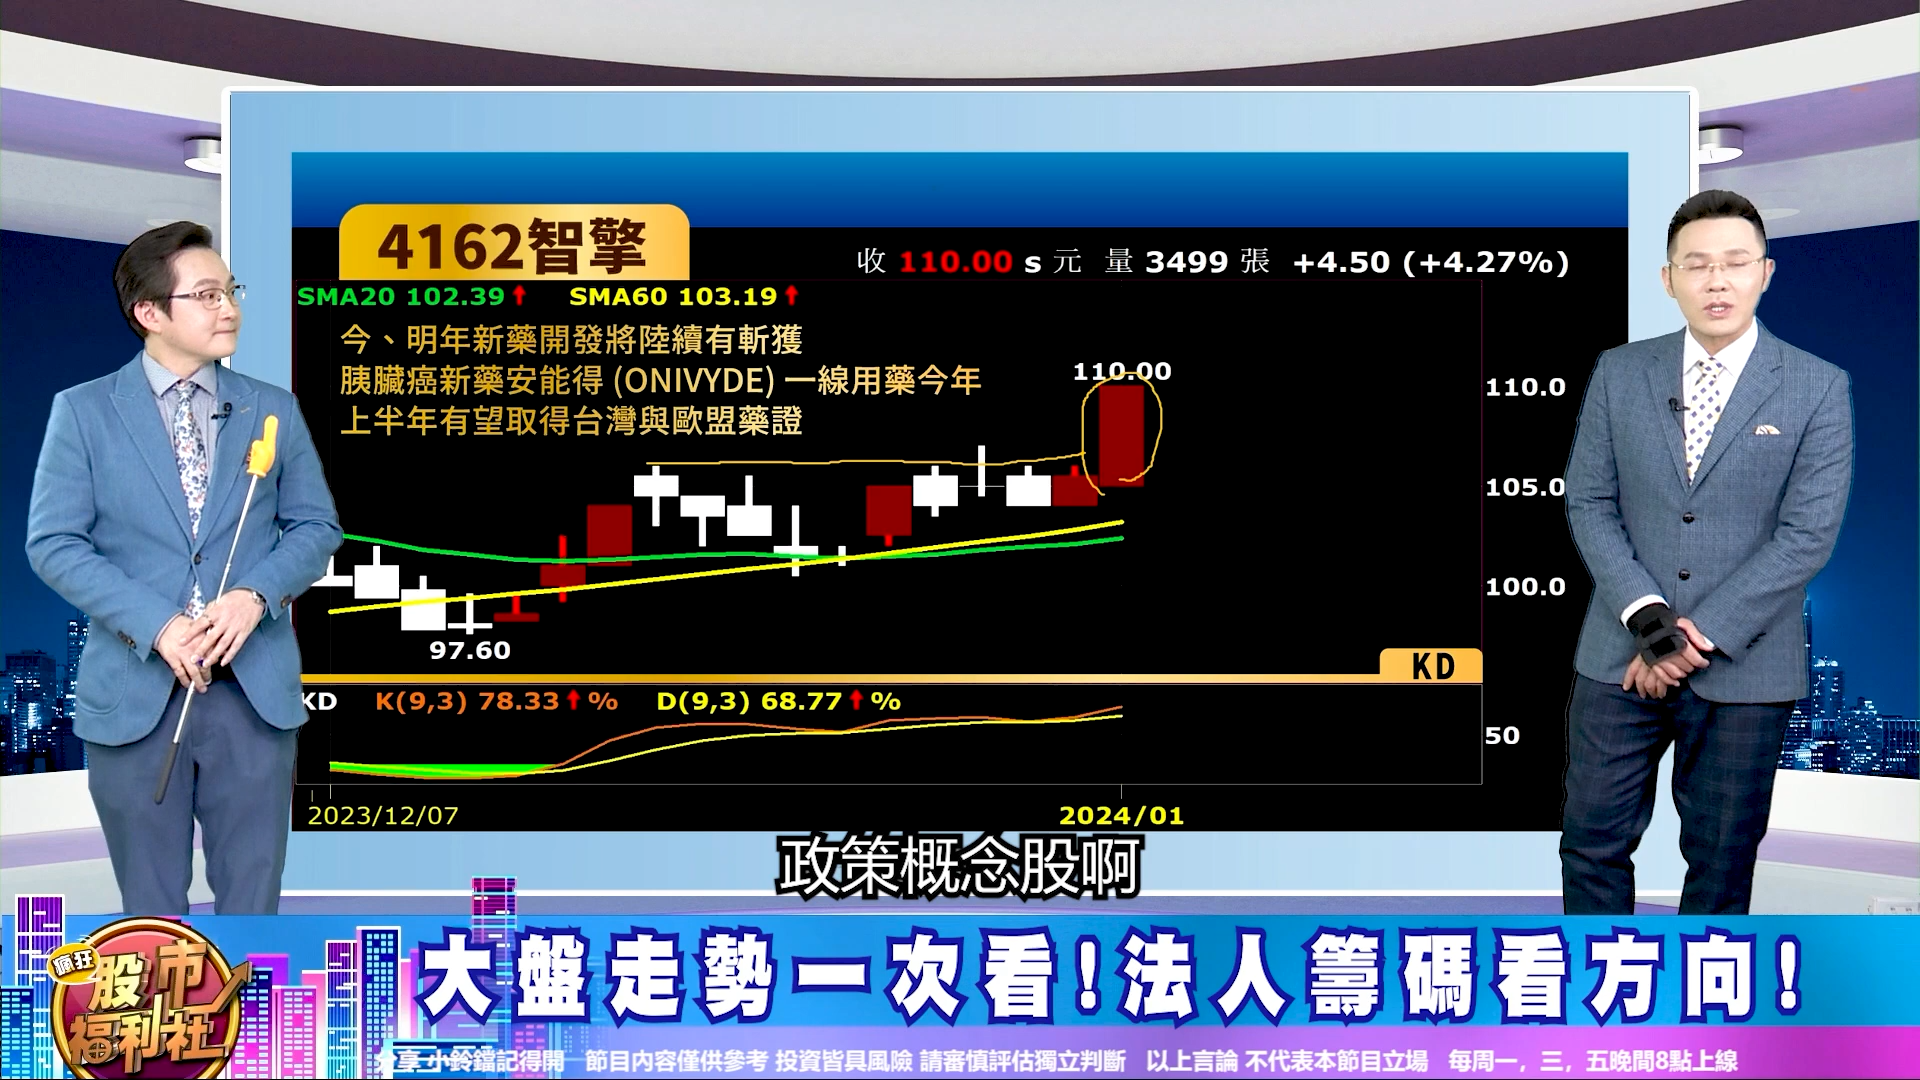 4162智擎
收 110.00 s 元 量 3499 張 +4.50 (+4.27%)
SMA20 102.39↑ SMA60 103.19↑
今、明年新藥開發將陸續有斬獲
胰臟癌新藥安能得 (ONIVYDE) 一線用藥今年
上半年有望取得台灣與歐盟藥證
110.00
110.0
105.0
100.0
97.60
KD
KD K(9,3) 78.33↑% D(9,3) 68.77↑%
50
2023/12/07
2024/01
政策概念股啊
大盤走勢一次看!法人籌碼看方向!
瘋狂
股市
福利社
分享 小鈴鐺記得開 節目內容僅供參考 投資皆具風險 請審慎評估獨立判斷 以上言論 不代表本節目立場 每周一, 三, 五晚間8點上線